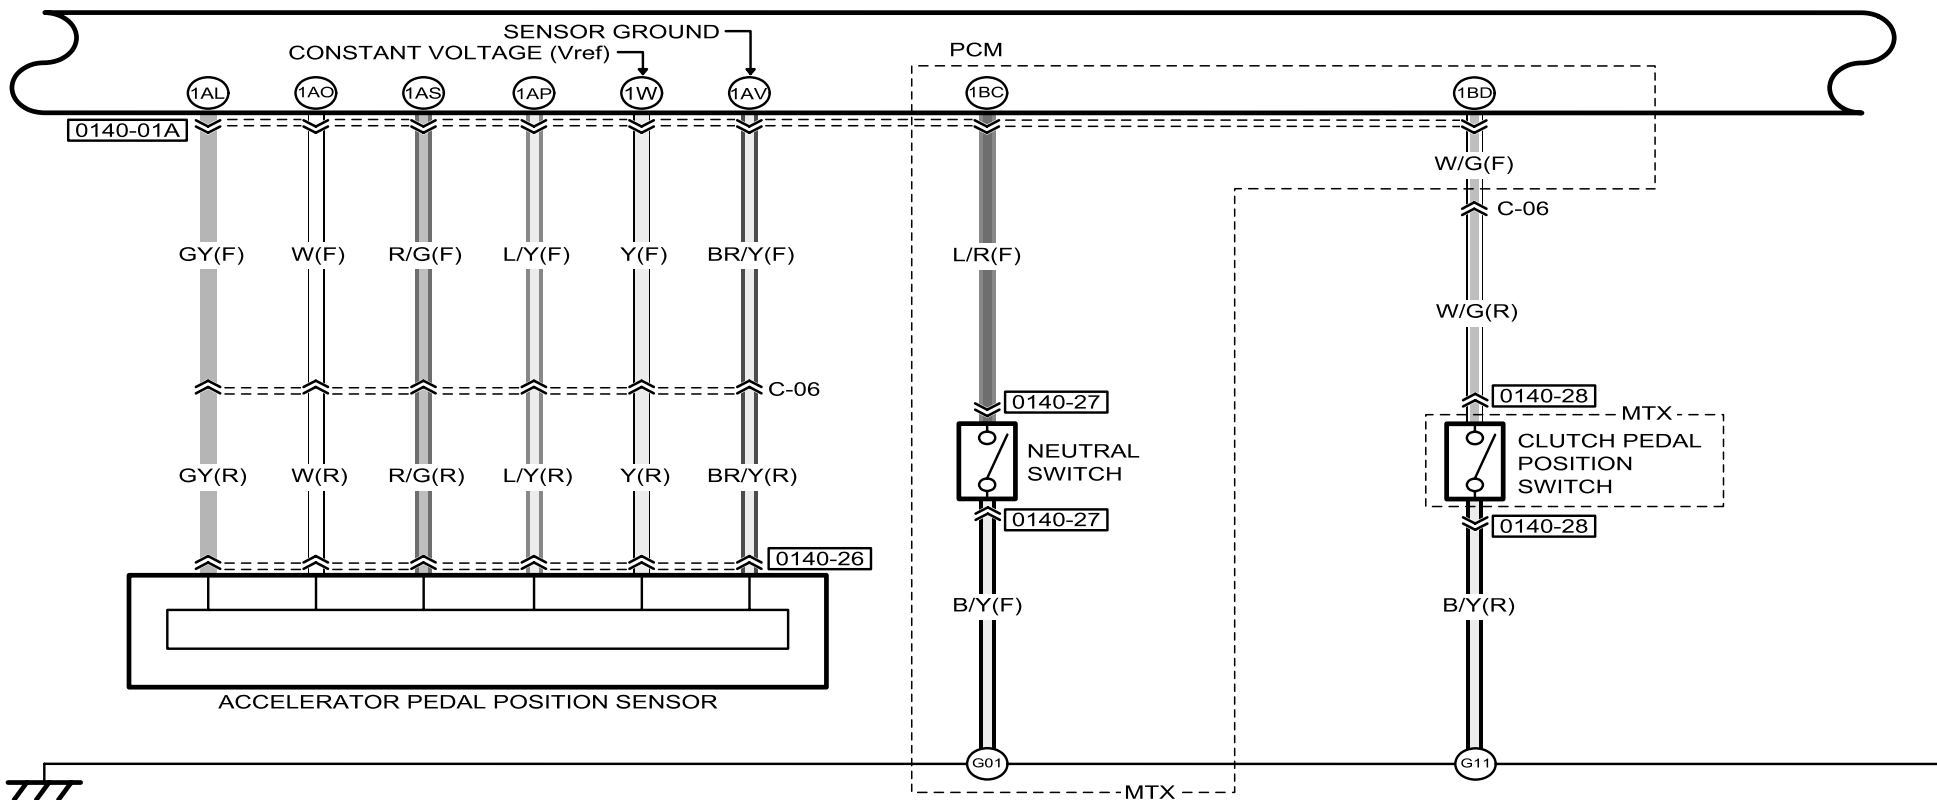 SENSOR GROUND
CONSTANT VOLTAGE (Vref)
PCM
1AL 1AO 1AS 1AP 1W 1AV 1BC 1BD
0140-01A
W/G(F)
C-06
GY(F) W(F) R/G(F) L/Y(F) Y(F) BR/Y(F) L/R(F)
W/G(R)
C-06
0140-27
0140-28
MTX
NEUTRAL
SWITCH
CLUTCH PEDAL
POSITION
SWITCH
GY(R) W(R) R/G(R) L/Y(R) Y(R) BR/Y(R)
0140-27
0140-28
0140-26
B/Y(F) B/Y(R)
ACCELERATOR PEDAL POSITION SENSOR
G01 G11
MTX